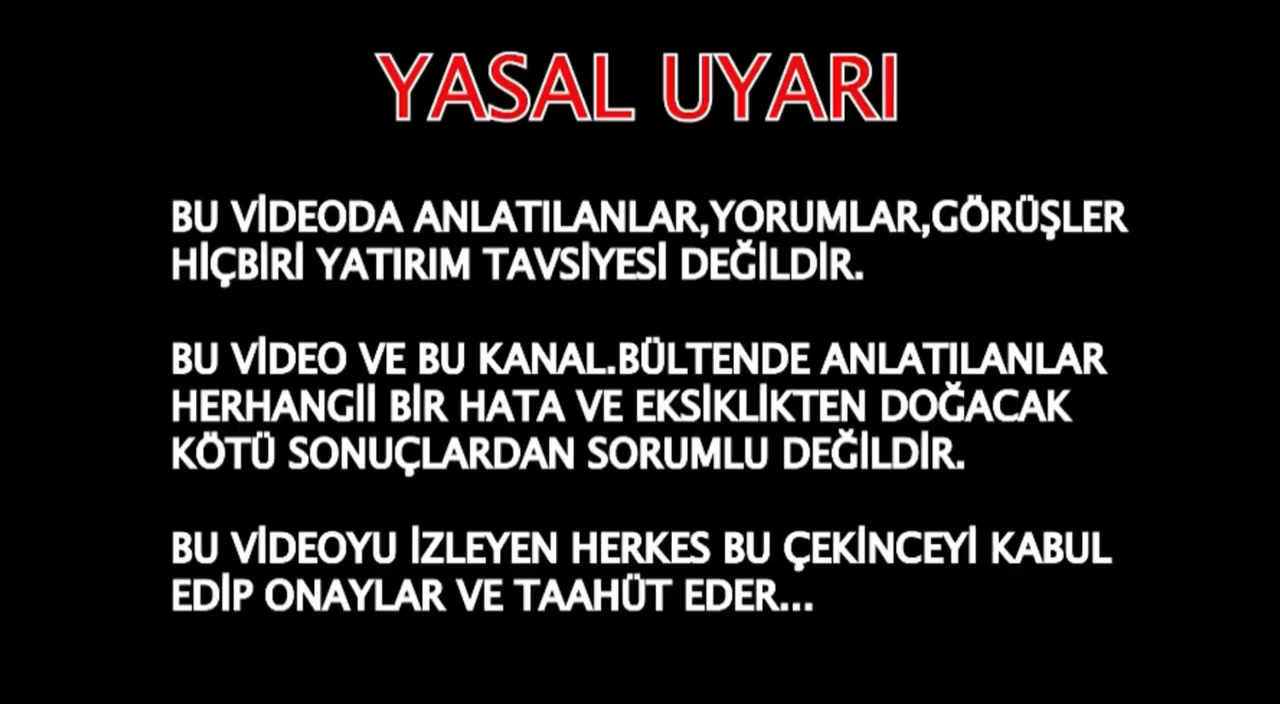 YASAL UYARI
BU VİDEODA ANLATILANLAR,YORUMLAR,GÖRÜŞLER
HİÇBİRİ YATIRIM TAVSİYESİ DEĞİLDİR.
BU VİDEO VE BU KANAL.BÜLTENDE ANLATILANLAR
HERHANGİİ BİR HATA VE EKSİKLİKTEN DOĞACAK
KÖTÜ SONUÇLARDAN SORUMLU DEĞİLDİR.
BU VİDEOYU İZLEYEN HERKES BU ÇEKİNCEYİ KABUL
EDİP ONAYLAR VE TAAHÜT EDER...